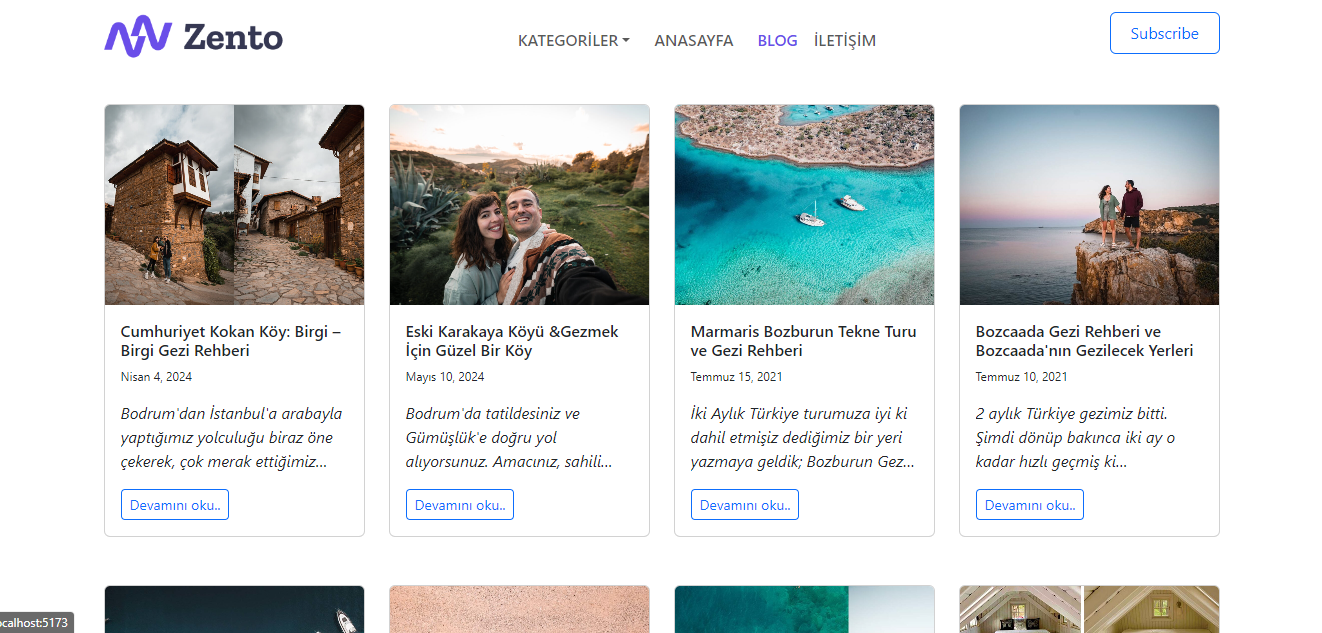 Zento
KATEGORİLER
ANASAYFA
BLOG
İLETİŞİM
Subscribe
Cumhuriyet Kokan Köy: Birgi –
Birgi Gezi Rehberi
Nisan 4, 2024
Bodrum'dan İstanbul'a arabayla
yaptığımız yolculuğu biraz öne
çekerek, çok merak ettiğimiz...
Devamını oku..
Eski Karakaya Köyü &Gezmek
İçin Güzel Bir Köy
Mayıs 10, 2024
Bodrum'da tatildesiniz ve
Gümüşlük'e doğru yol
alıyorsunuz. Amacınız, sahili...
Devamını oku..
Marmaris Bozburun Tekne Turu
ve Gezi Rehberi
Temmuz 15, 2021
İki Aylık Türkiye turumuza iyi ki
dahil etmişiz dediğimiz bir yeri
yazmaya geldik; Bozburun Gez...
Devamını oku..
Bozcaada Gezi Rehberi ve
Bozcaada'nın Gezilecek Yerleri
Temmuz 10, 2021
2 aylık Türkiye gezimiz bitti.
Şimdi dönüp bakınca iki ay o
kadar hızlı geçmiş ki...
Devamını oku..
ocalhost:5173